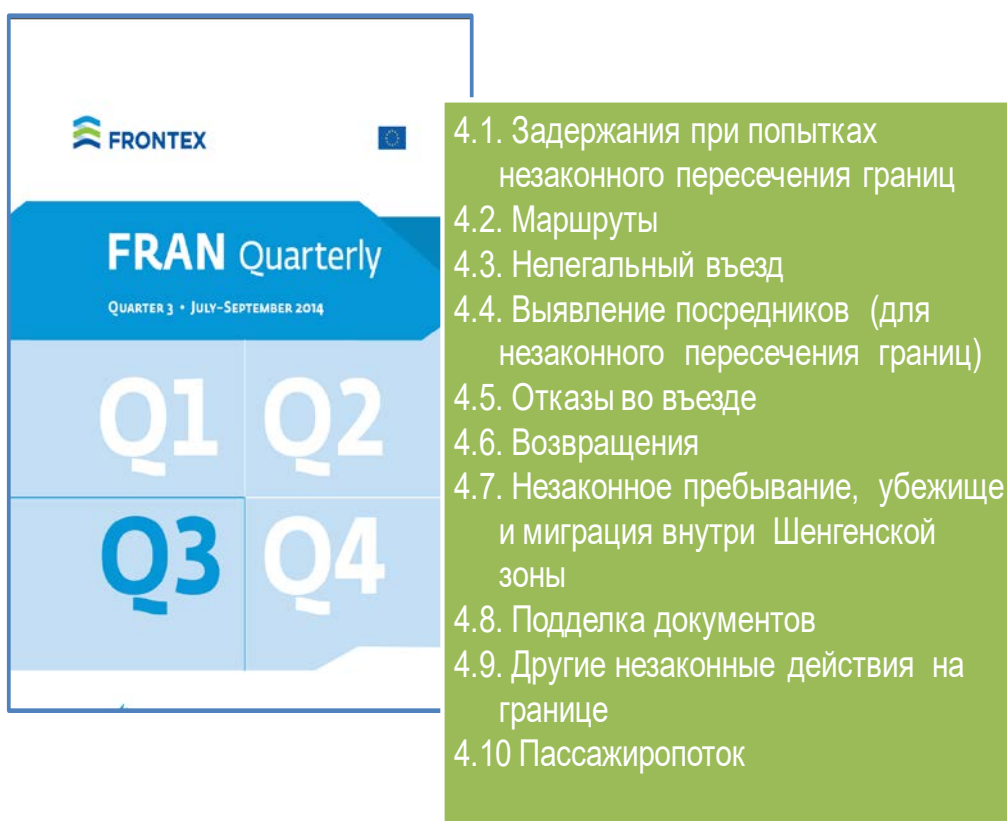 FRONTEX
FRAN Quarterly
QUARTER 3 • JULY–SEPTEMBER 2014
Q1 Q2
Q3 Q4
4.1. Задержания при попытках
незаконного пересечения границ
4.2. Маршруты
4.3. Нелегальный въезд
4.4. Выявление посредников (для
незаконного пересечения границ)
4.5. Отказы во въезде
4.6. Возвращения
4.7. Незаконное пребывание, убежище
и миграция внутри Шенгенской
зоны
4.8. Подделка документов
4.9. Другие незаконные действия на
границе
4.10 Пассажиропоток